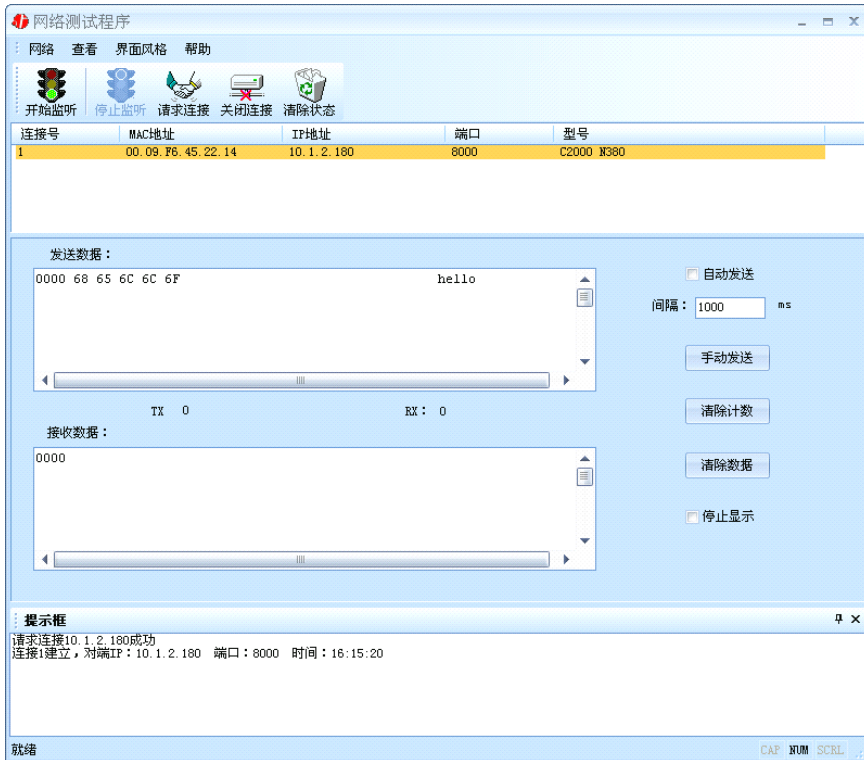 网络测试程序
网络 查看 界面风格 帮助
开始监听 停止监听 请求连接 关闭连接 清除状态
连接号 MAC地址 IP地址 端口 型号
1 00.09.F6.45.22.14 10.1.2.180 8000 C2000 N380
发送数据：
0000 68 65 6C 6C 6F hello
自动发送
间隔： 1000 ms
手动发送
TX 0 RX： 0
清除计数
接收数据：
0000
清除数据
停止显示
提示框
请求连接10.1.2.180成功
连接1建立，对端IP：10.1.2.180 端口：8000 时间：16:15:20
就绪 CAP NUM SCRL